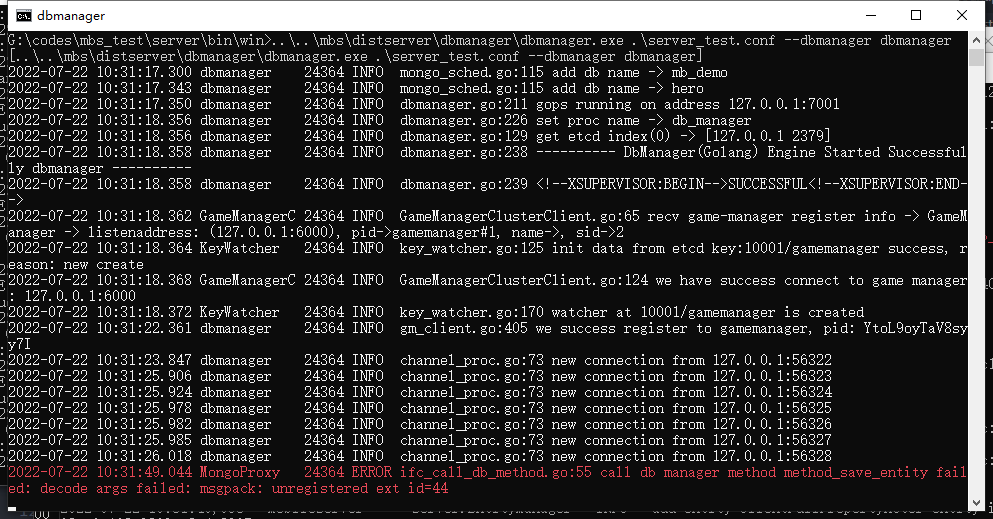 dbmanager
G:\codes\mbs_test\server\bin\win>..\..\mbs\distserver\dbmanager\dbmanager.exe .\server_test.conf --dbmanager dbmanager
[..\..\mbs\distserver\dbmanager\dbmanager.exe .\server_test.conf --dbmanager dbmanager]
2022-07-22 10:31:17.300 dbmanager    24364 INFO  mongo_sched.go:115 add db name -> mb_demo
2022-07-22 10:31:17.343 dbmanager    24364 INFO  mongo_sched.go:115 add db name -> hero
2022-07-22 10:31:17.350 dbmanager    24364 INFO  dbmanager.go:211 gops running on address 127.0.0.1:7001
2022-07-22 10:31:18.356 dbmanager    24364 INFO  dbmanager.go:226 set proc name -> db_manager
2022-07-22 10:31:18.356 dbmanager    24364 INFO  dbmanager.go:129 get etcd index(0) -> [127.0.0.1 2379]
2022-07-22 10:31:18.358 dbmanager    24364 INFO  dbmanager.go:238 ---------- DbManager(Golang) Engine Started Successful
ly dbmanager ----------
2022-07-22 10:31:18.358 dbmanager    24364 INFO  dbmanager.go:239 <!--XSUPERVISOR:BEGIN-->SUCCESSFUL<!--XSUPERVISOR:END-
->
2022-07-22 10:31:18.362 GameManagerC 24364 INFO  GameManagerClusterClient.go:65 recv game-manager register info -> GameM
anager -> listenaddress: (127.0.0.1:6000), pid->gamemanager#1, name->, sid->2
2022-07-22 10:31:18.364 KeyWatcher   24364 INFO  key_watcher.go:125 init data from etcd key:10001/gamemanager success, r
eason: new create
2022-07-22 10:31:18.368 GameManagerC 24364 INFO  GameManagerClusterClient.go:124 we have success connect to game manager
: 127.0.0.1:6000
2022-07-22 10:31:18.372 KeyWatcher   24364 INFO  key_watcher.go:170 watcher at 10001/gamemanager is created
2022-07-22 10:31:22.361 dbmanager    24364 INFO  gm_client.go:405 we success register to gamemanager, pid: YtoL9oyTaV8sy
y7I
2022-07-22 10:31:23.847 dbmanager    24364 INFO  channel_proc.go:73 new connection from 127.0.0.1:56322
2022-07-22 10:31:25.906 dbmanager    24364 INFO  channel_proc.go:73 new connection from 127.0.0.1:56323
2022-07-22 10:31:25.924 dbmanager    24364 INFO  channel_proc.go:73 new connection from 127.0.0.1:56324
2022-07-22 10:31:25.978 dbmanager    24364 INFO  channel_proc.go:73 new connection from 127.0.0.1:56325
2022-07-22 10:31:25.982 dbmanager    24364 INFO  channel_proc.go:73 new connection from 127.0.0.1:56326
2022-07-22 10:31:25.985 dbmanager    24364 INFO  channel_proc.go:73 new connection from 127.0.0.1:56327
2022-07-22 10:31:26.018 dbmanager    24364 INFO  channel_proc.go:73 new connection from 127.0.0.1:56328
2022-07-22 10:31:49.044 MongoProxy   24364 ERROR ifc_call_db_method.go:55 call db manager method method_save_entity fail
ed: decode args failed: msgpack: unregistered ext id=44